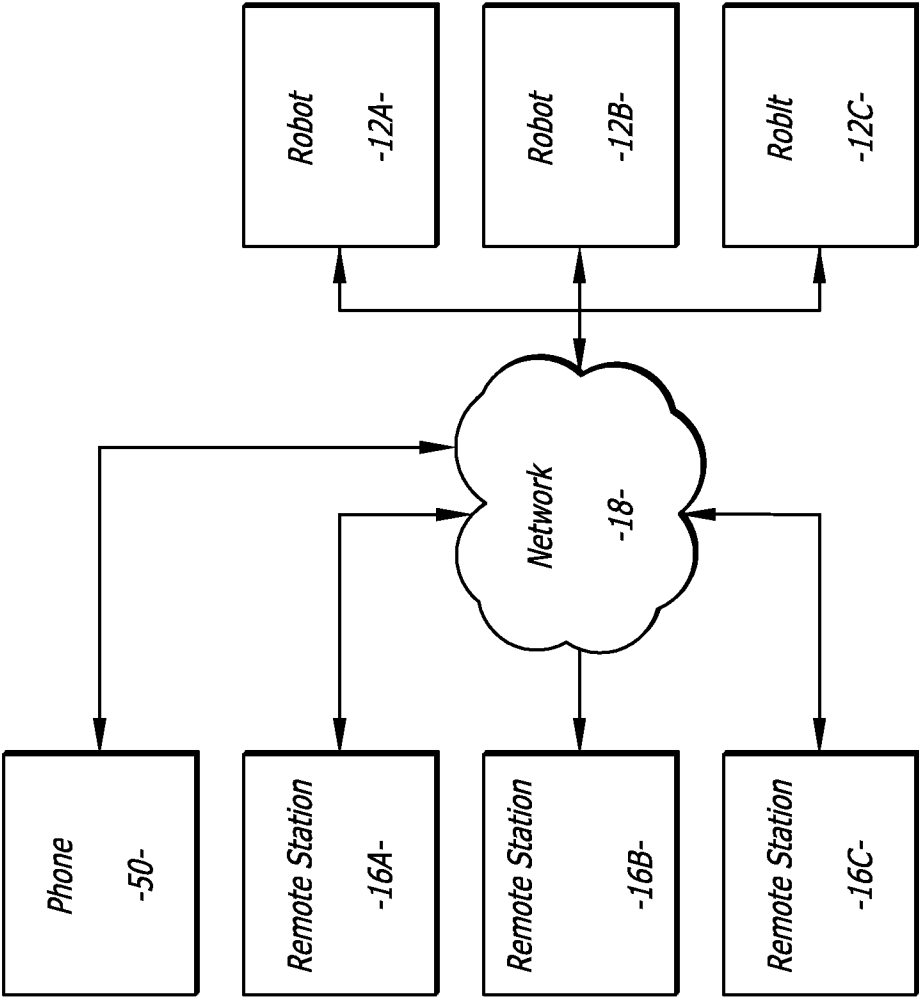 Phone
-50-
Remote Station
-16A-
Robot
-12A-
Remote Station
-16B-
Network
-18-
Robot
-12B-
Remote Station
-16C-
Roblt
-12C-